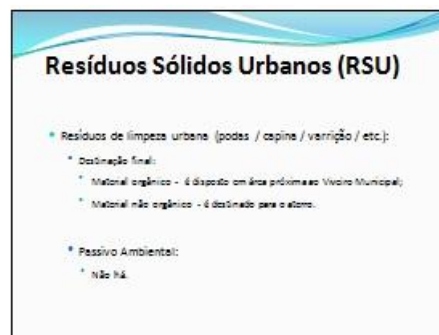 Resíduos Sólidos Urbanos (RSU)
Resíduos de limpeza urbana (podas / capina / varrição / etc.):
Destinação final:
Material orgânico - é disposto em área próxima ao Viveiro Municipal;
Material não orgânico - é destinado para o aterro.
Passivo Ambiental:
Não há.